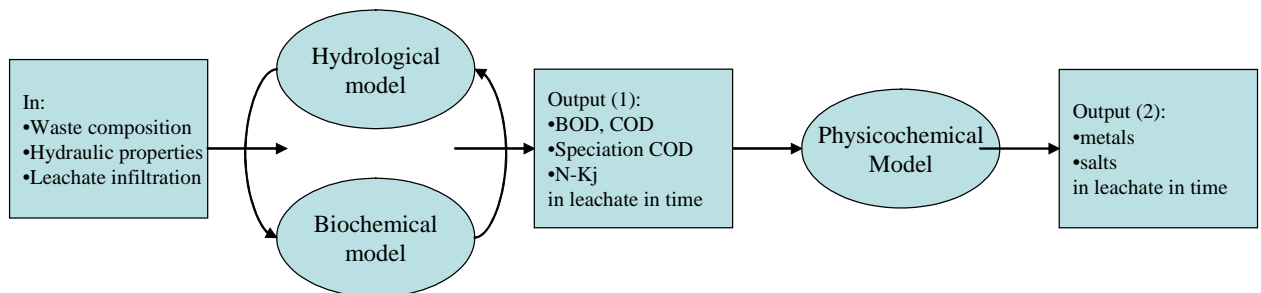 In:
•Waste composition
•Hydraulic properties
•Leachate infiltration
Hydrological
model
Biochemical
model
Output (1):
•BOD, COD
•Speciation COD
•N-Kj
in leachate in time
Physicochemical
Model
Output (2):
•metals
•salts
in leachate in time